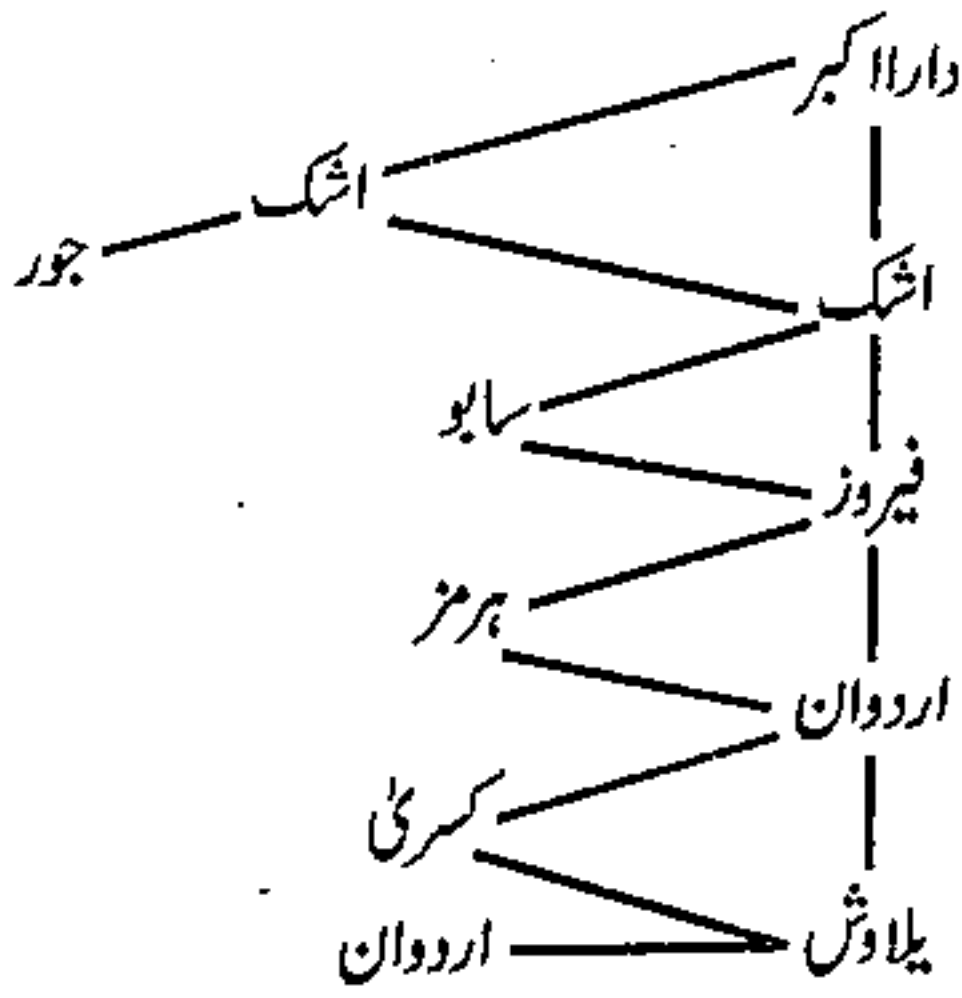 دارا اکبر
اشک
جور
اشک
سابو
فیروز
ہرمز
اردوان
کسریٰ
یلاوش
اردوان